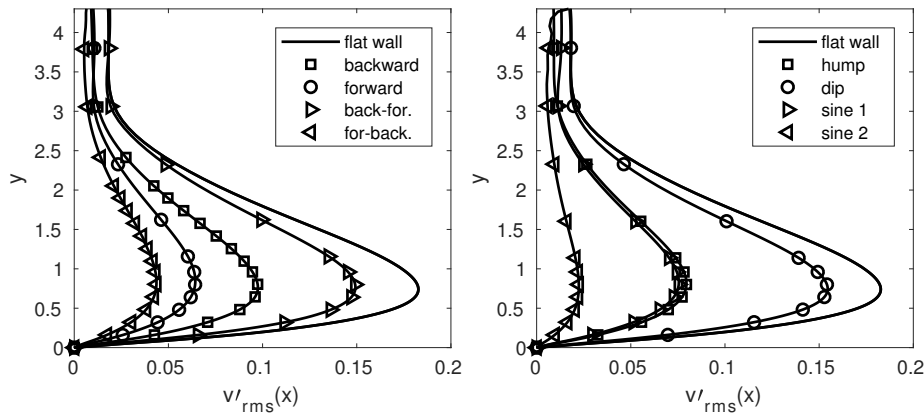 4
3.5
3
2.5
2
1.5
1
0.5
0
y
0 0.05 0.1 0.15 0.2
v′rms(x)
flat wall
backward
forward
back-for.
for-back.
4
3.5
3
2.5
2
1.5
1
0.5
0
y
0 0.05 0.1 0.15 0.2
v′rms(x)
flat wall
hump
dip
sine 1
sine 2